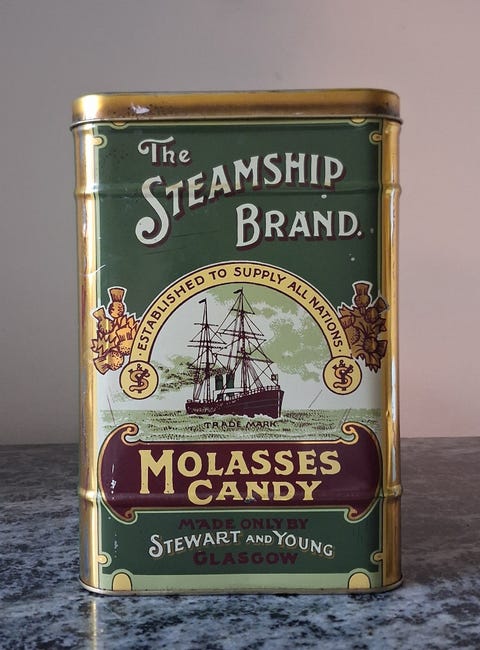 The
STEAMSHIP
BRAND.
· ESTABLISHED TO SUPPLY ALL NATIONS ·
TRADE MARK
MOLASSES
CANDY
MADE ONLY BY
STEWART AND YOUNG
GLASGOW